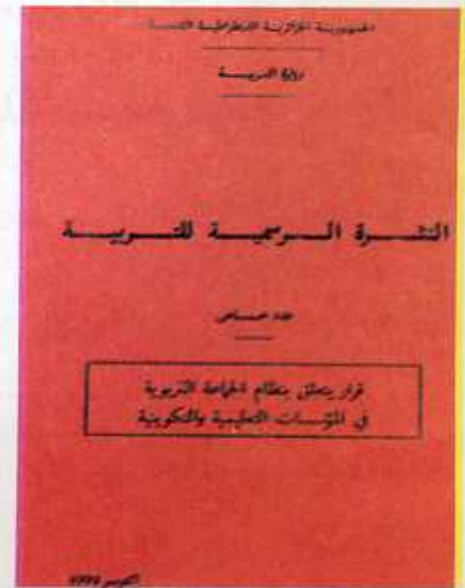 الجمهورية الجزائرية الديمقراطية الشعبية
وزارة التربية
النشرة الرسمية للتربية
عدد خاص
قرار يتعلق بنظام الجماعة التربوية
في المؤسسات التعليمية والتكوينية
أكتوبر